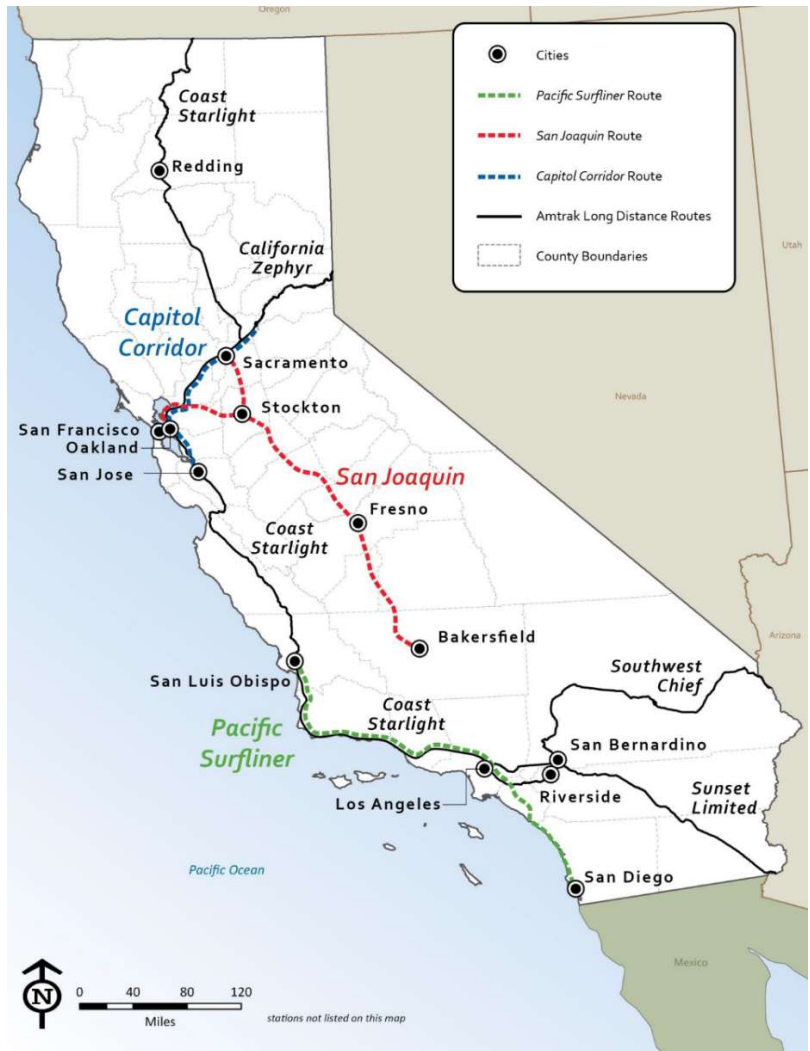 Oregon
Cities
Pacific Surfliner Route
San Joaquin Route
Capitol Corridor Route
Amtrak Long Distance Routes
County Boundaries
Coast
Starlight
Redding
California
Zephyr
Utah
Capitol
Corridor
Sacramento
Nevada
Stockton
San Francisco
Oakland
San Jose
San Joaquin
Fresno
Coast
Starlight
Bakersfield
Arizona
San Luis Obispo
Southwest
Chief
Coast
Starlight
Pacific
Surfliner
San Bernardino
Los Angeles
Riverside
Sunset
Limited
Pacific Ocean
San Diego
Mexico
N
0 40 80 120
Miles
stations not listed on this map